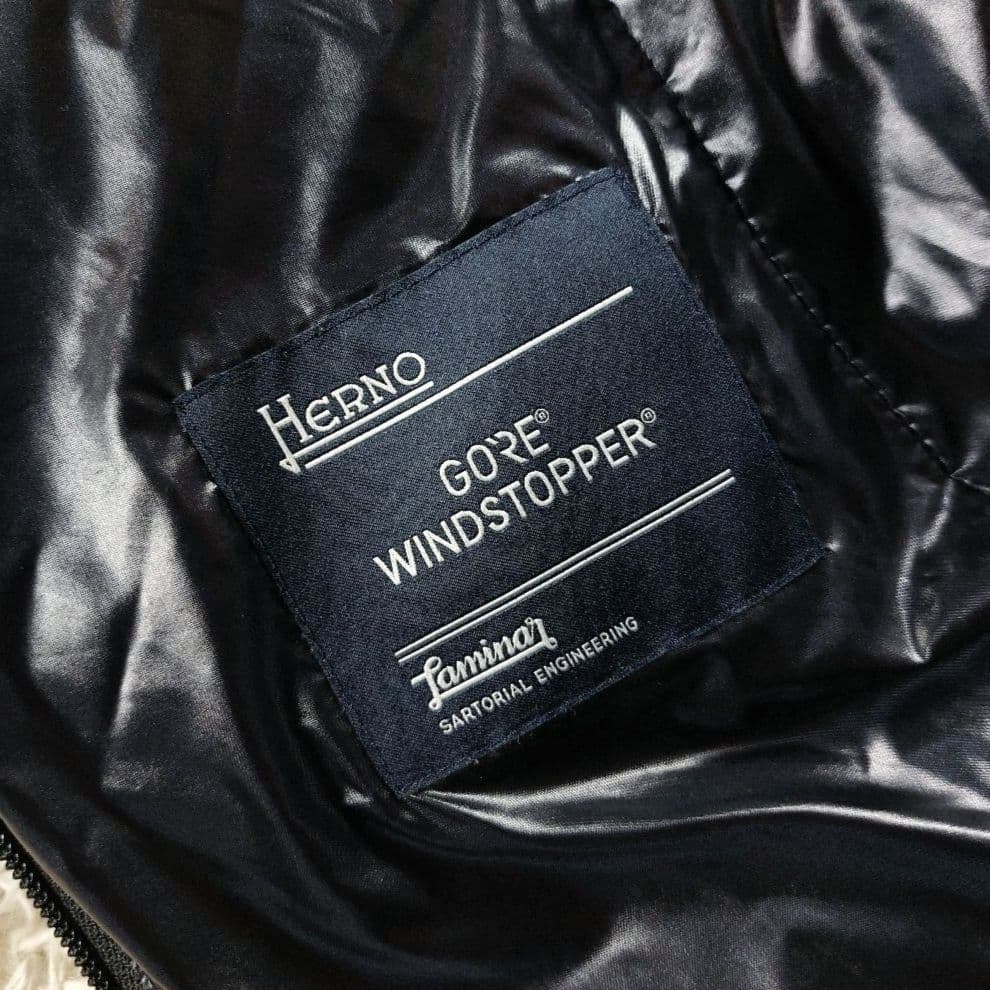 HERNO
GORE®
WINDSTOPPER®
Laminar
SARTORIAL ENGINEERING